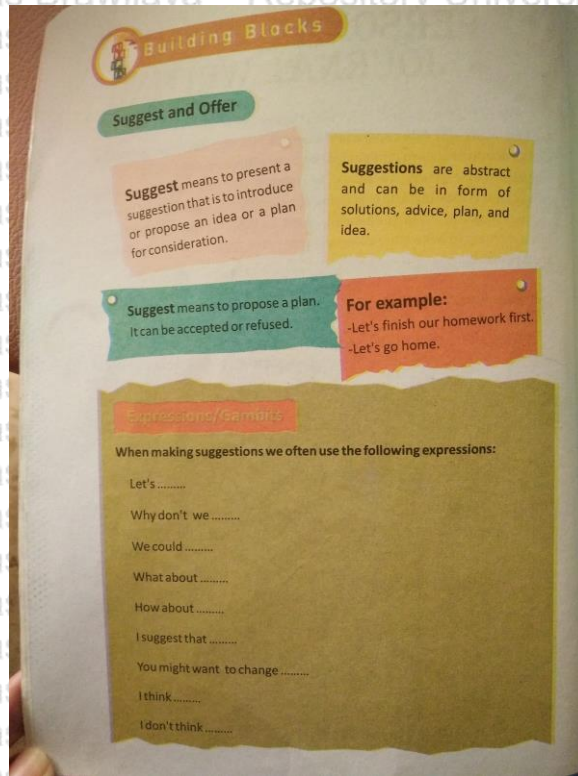 Building Blocks
Suggest and Offer
Suggest means to present a
suggestion that is to introduce
or propose an idea or a plan
for consideration.
Suggestions are abstract
and can be in form of
solutions, advice, plan, and
idea.
Suggest means to propose a plan.
It can be accepted or refused.
For example:
-Let's finish our homework first.
-Let's go home.
Expressions/Gambits
When making suggestions we often use the following expressions:
Let's .........
Why don't we .........
We could .........
What about .........
How about .........
I suggest that .........
You might want to change .........
I think .........
I don't think .........